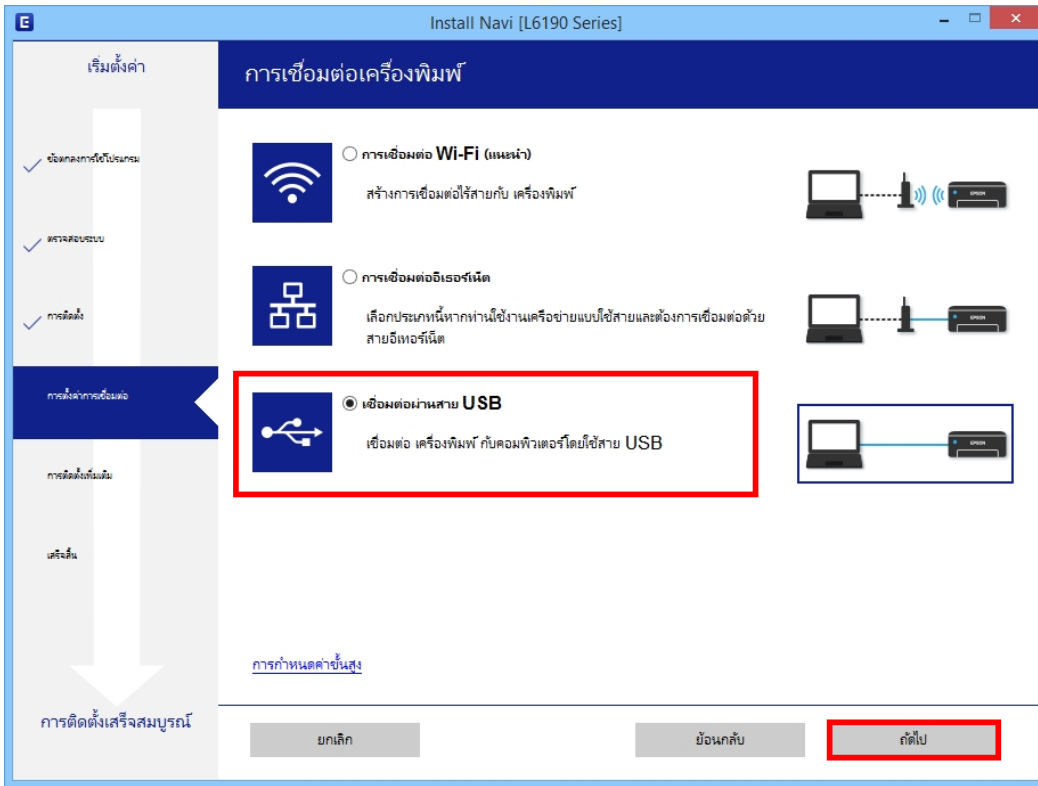 Install Navi [L6190 Series]
เริ่มตั้งค่า
การเชื่อมต่อเครื่องพิมพ์
ข้อตกลงการใช้โปรแกรม
ตรวจสอบระบบ
การติดตั้ง
การตั้งค่าการเชื่อมต่อ
การติดตั้งเพิ่มเติม
เสร็จสิ้น
การติดตั้งเสร็จสมบูรณ์
การเชื่อมต่อ Wi-Fi (แนะนำ)
สร้างการเชื่อมต่อไร้สายกับ เครื่องพิมพ์
EPSON
การเชื่อมต่ออีเธอร์เน็ต
เลือกประเภทนี้หากท่านใช้งานเครือข่ายแบบใช้สายและต้องการเชื่อมต่อด้วย
สายอีเทอร์เน็ต
EPSON
เชื่อมต่อผ่านสาย USB
เชื่อมต่อ เครื่องพิมพ์ กับคอมพิวเตอร์โดยใช้สาย USB
EPSON
การกำหนดค่าขั้นสูง
ยกเลิก
ย้อนกลับ
ถัดไป